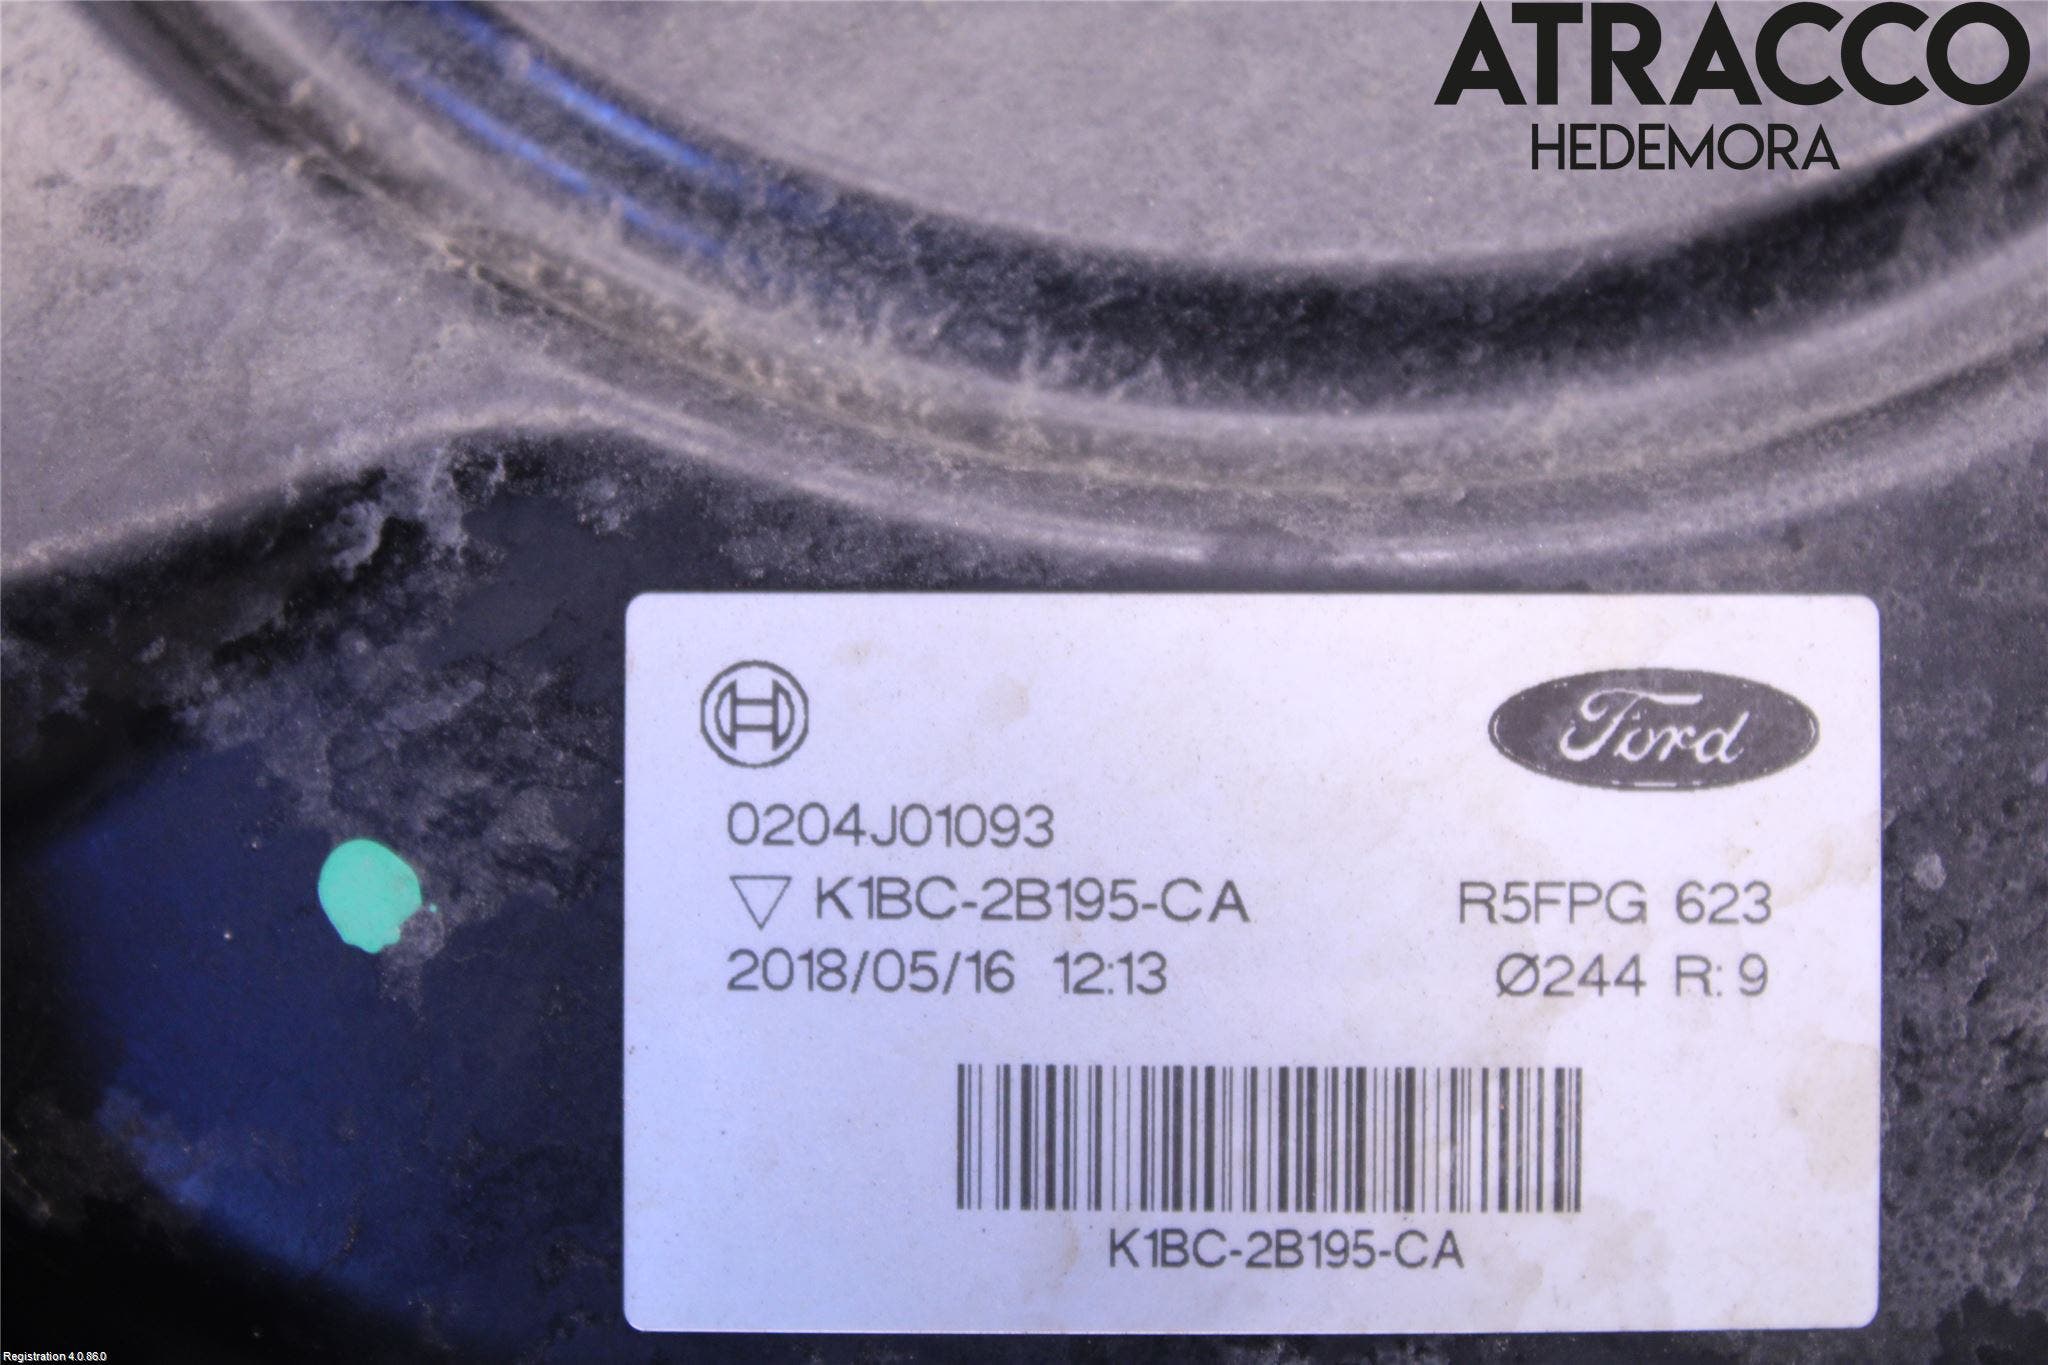 ATRACCO
HEDEMORA
Ford
0204J01093
▽ K1BC-2B195-CA R5FPG 623
2018/05/16 12:13 Ø244 R: 9
K1BC-2B195-CA
Registration 4.0.86.0